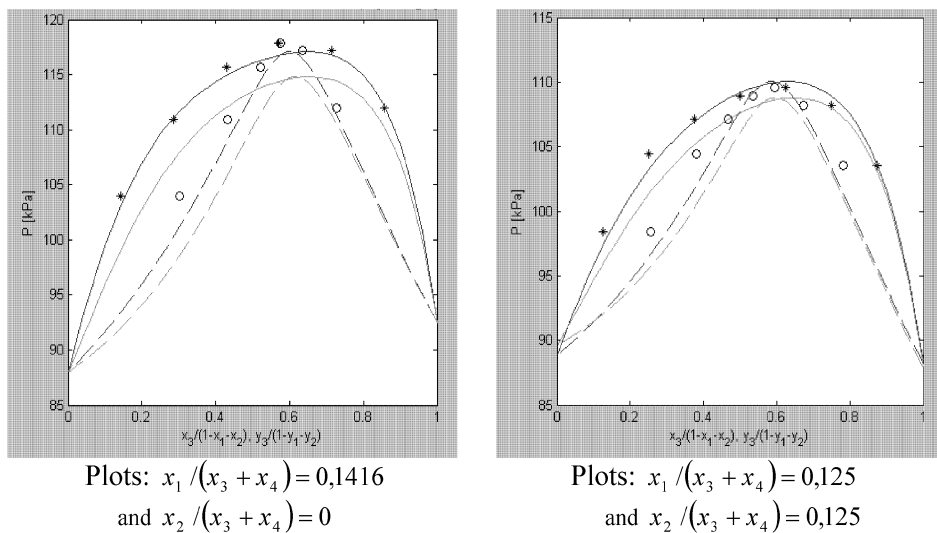 120
115
110
105
100
95
90
85
P [kPa]
0 0.2 0.4 0.6 0.8 1
x₃/(1-x₁-x₂), y₃/(1-y₁-y₂)
Plots: x₁ /(x₃ + x₄) = 0,1416
and x₂ /(x₃ + x₄) = 0
115
110
105
100
95
90
85
P [kPa]
0 0.2 0.4 0.6 0.8 1
x₃/(1-x₁-x₂), y₃/(1-y₁-y₂)
Plots: x₁ /(x₃ + x₄) = 0,125
and x₂ /(x₃ + x₄) = 0,125